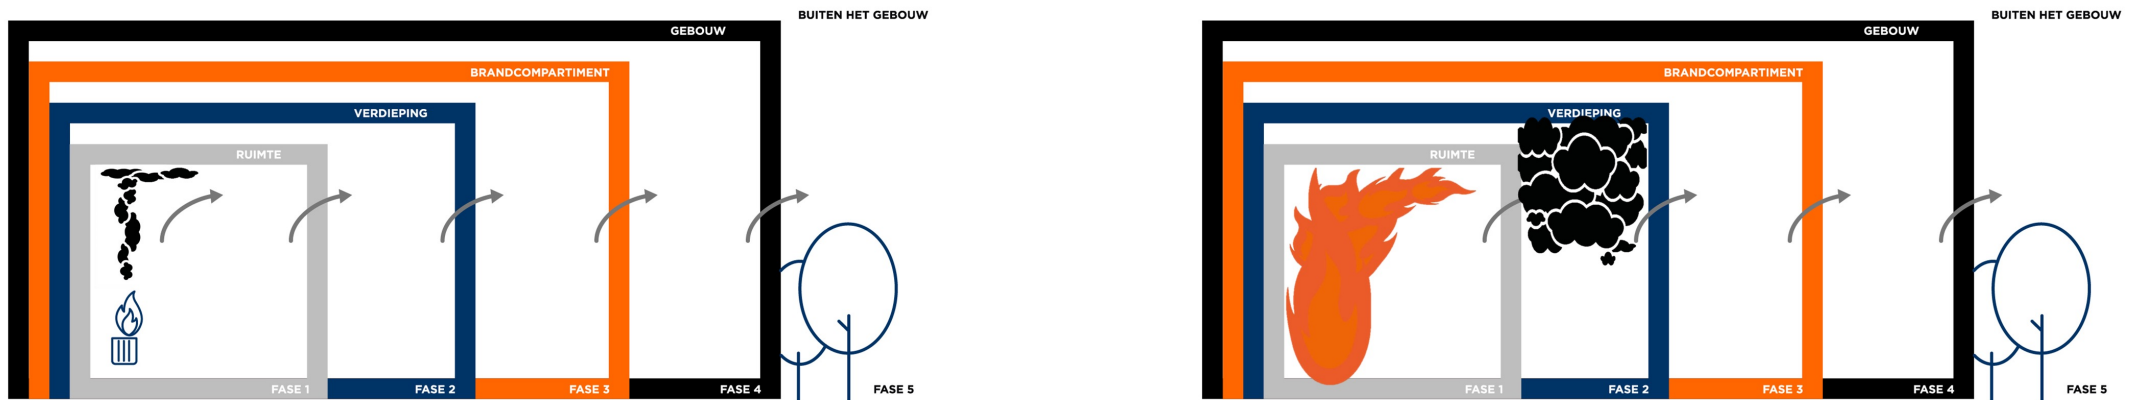 BUITEN HET GEBOUW
GEBOUW
BRANDCOMPARTIMENT
VERDIEPING
RUIMTE
FASE 1
FASE 2
FASE 3
FASE 4
FASE 5
BUITEN HET GEBOUW
GEBOUW
BRANDCOMPARTIMENT
VERDIEPING
RUIMTE
FASE 1
FASE 2
FASE 3
FASE 4
FASE 5